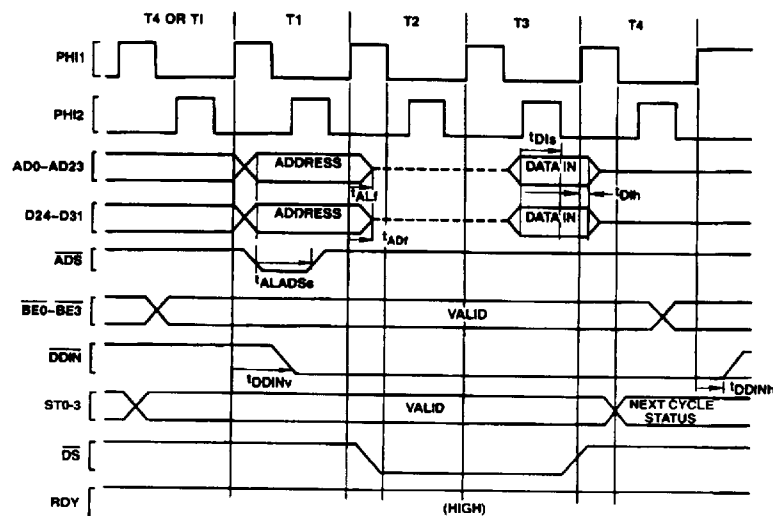 T4 OR TI T1 T2 T3 T4
PHI1
PHI2
tDIs
AD0–AD23 ADDRESS DATA IN
tALf tDIh
D24–D31 ADDRESS DATA IN
tADf
ADS
tALADSs
BE0–BE3 VALID
DDIN
tDDINv tDDINh
ST0-3 VALID NEXT CYCLE
STATUS
DS
RDY (HIGH)